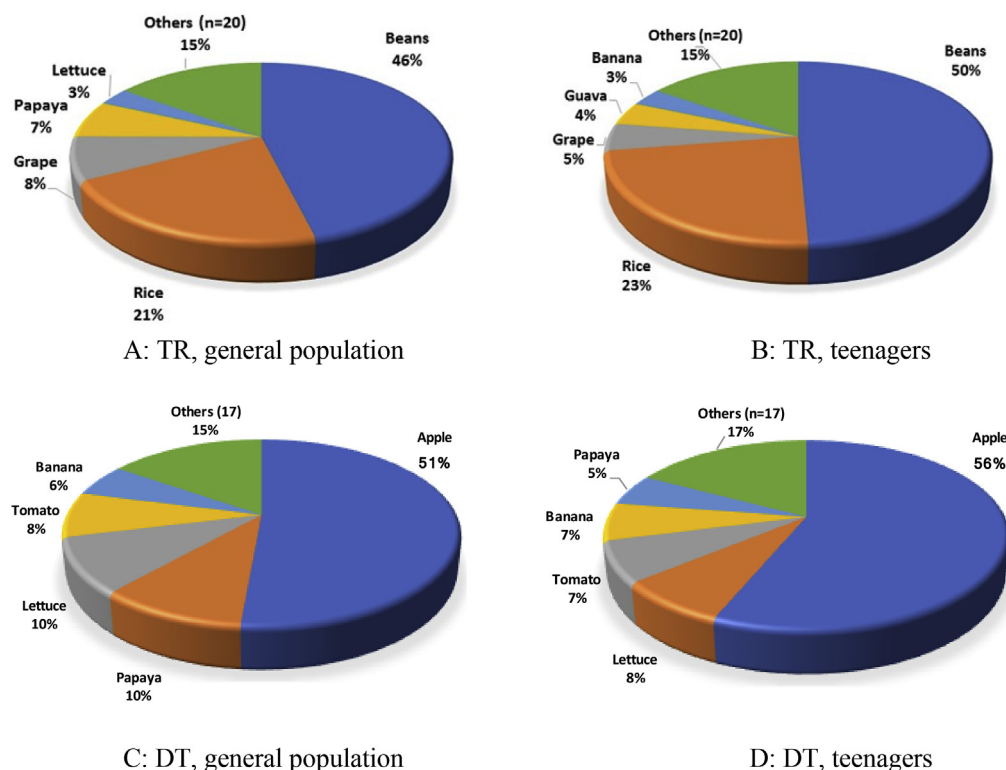 Others (n=20)
15%
Beans
46%
Lettuce
3%
Papaya
7%
Grape
8%
Rice
21%
A: TR, general population
Others (n=20)
15%
Beans
50%
Banana
3%
Guava
4%
Grape
5%
Rice
23%
B: TR, teenagers
Others (17)
15%
Apple
51%
Banana
6%
Tomato
8%
Lettuce
10%
Papaya
10%
C: DT, general population
Others (n=17)
17%
Apple
56%
Papaya
5%
Banana
7%
Tomato
7%
Lettuce
8%
D: DT, teenagers